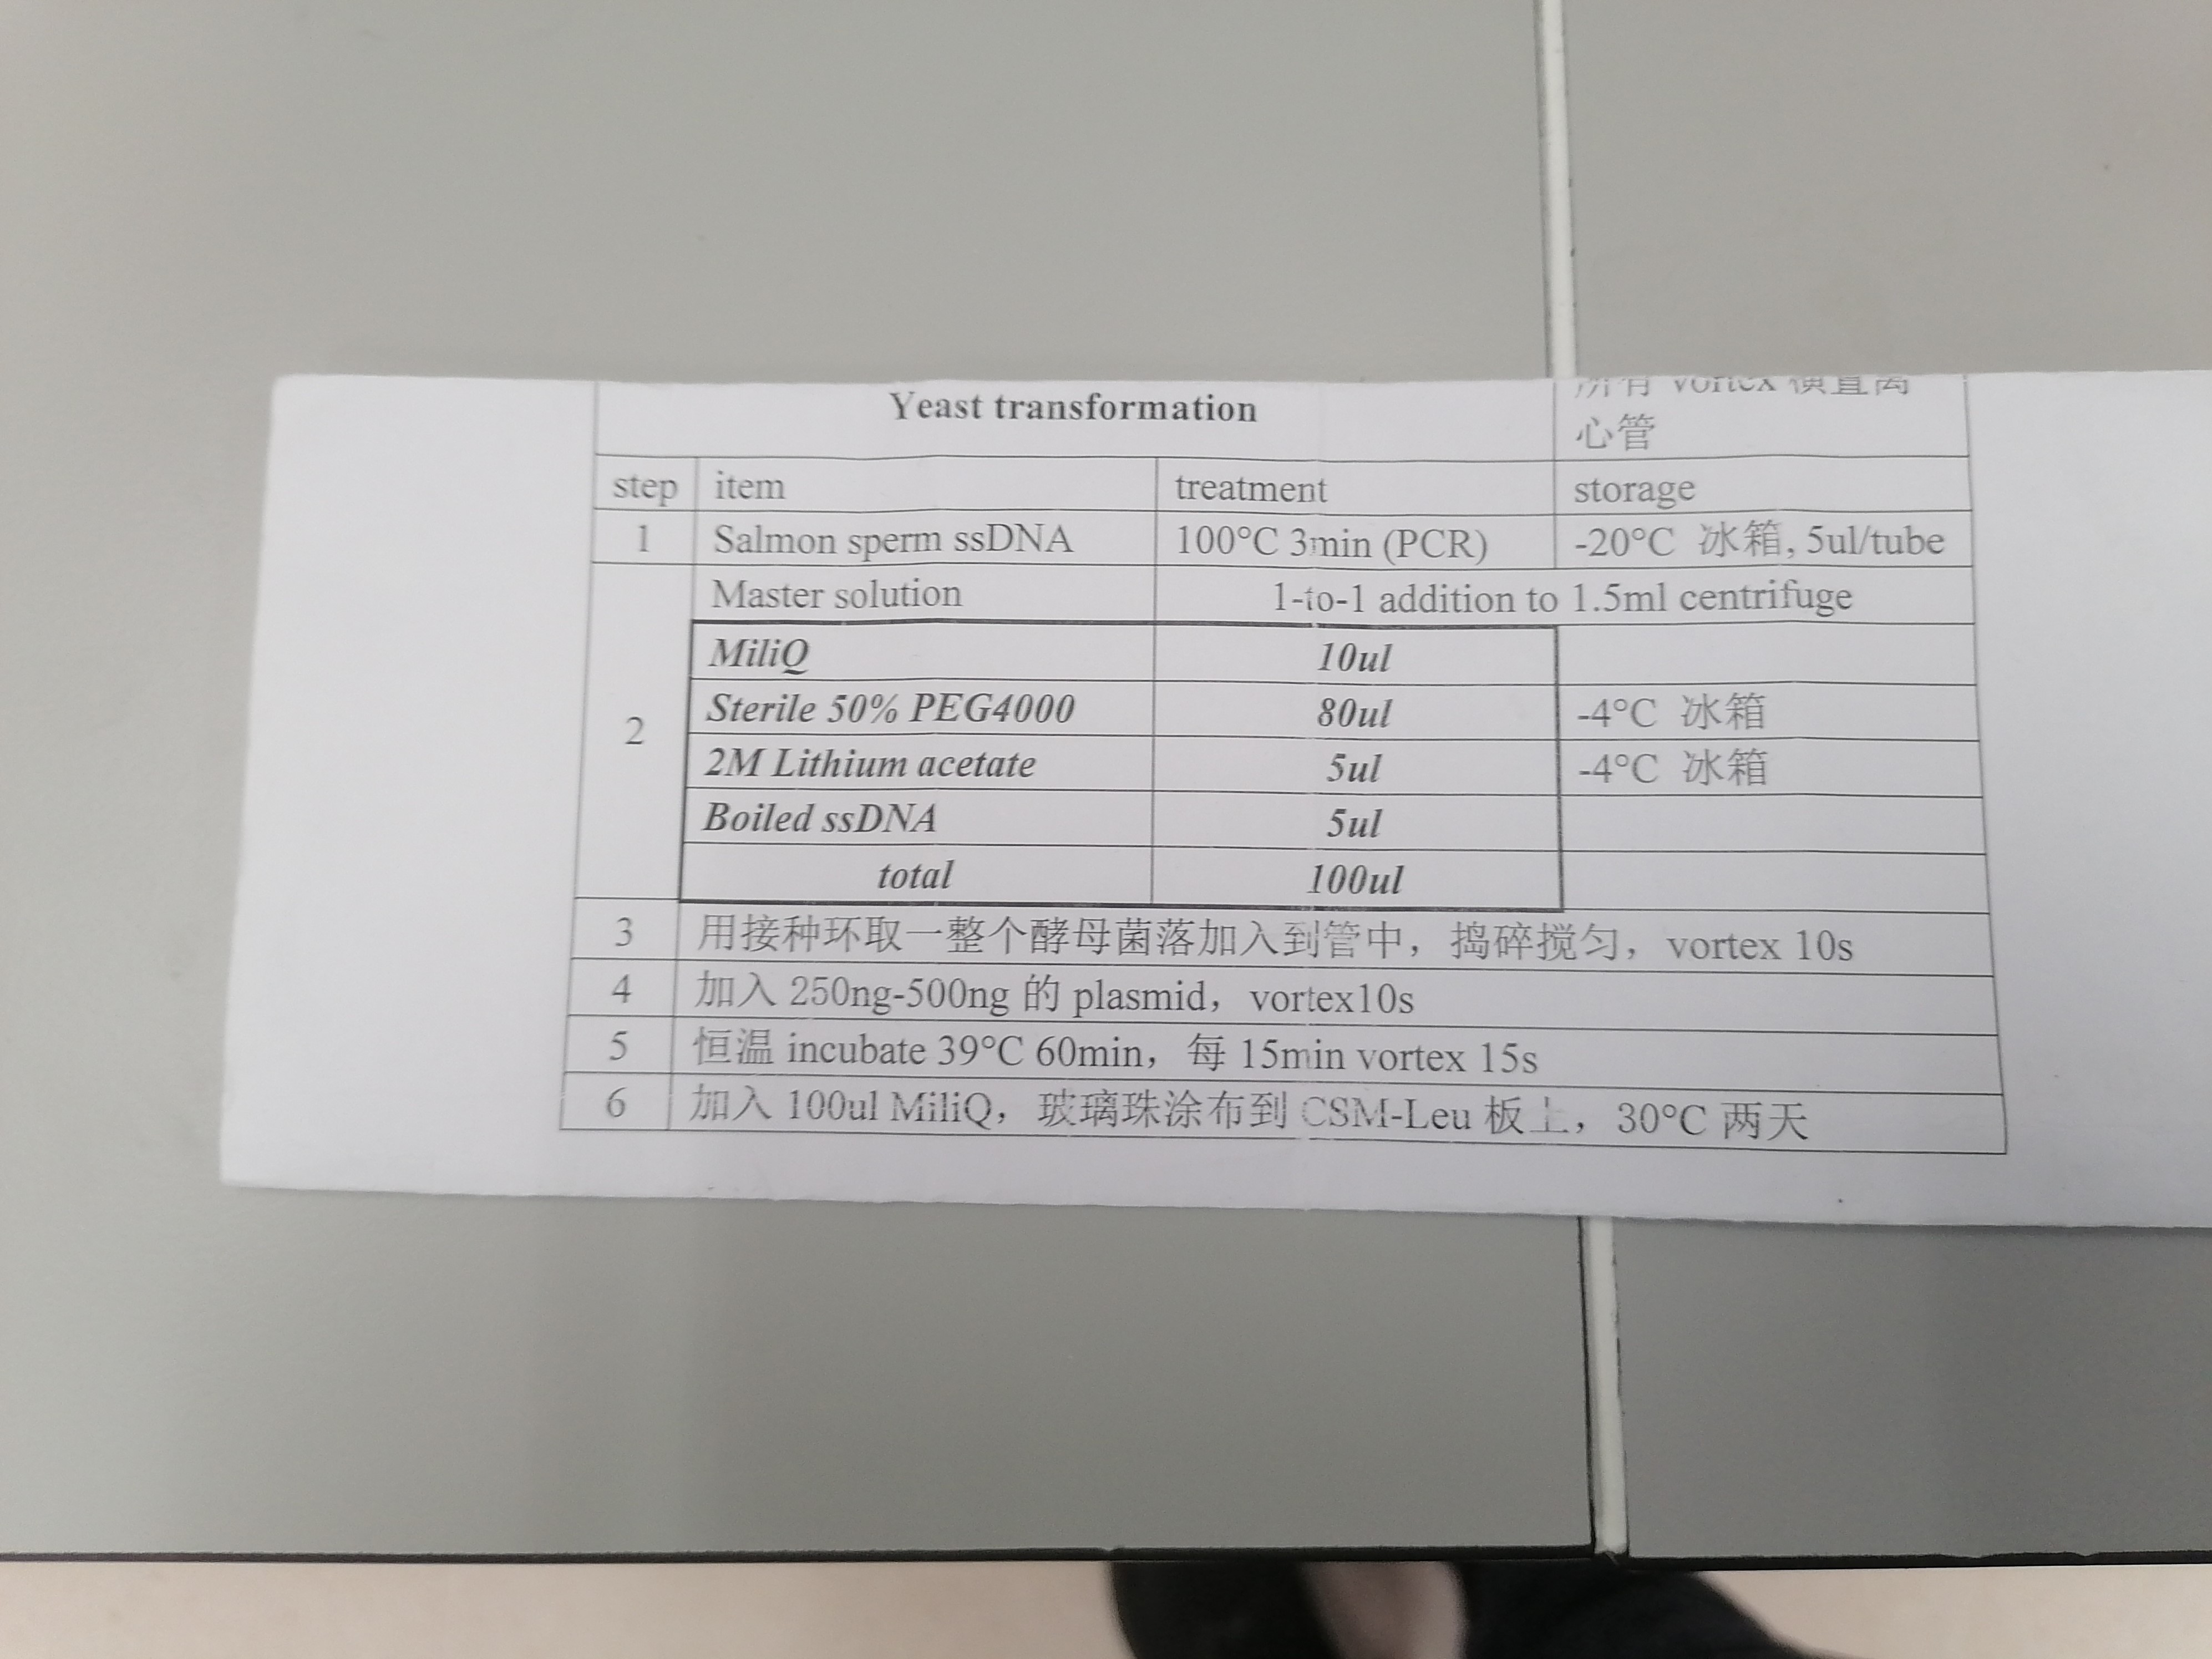 Yeast transformation
所有 vortex 横置离
心管
step item treatment storage
1 Salmon sperm ssDNA 100°C 3min (PCR) -20°C 冰箱, 5ul/tube
2
Master solution 1-to-1 addition to 1.5ml centrifuge
MiliQ 10ul
Sterile 50% PEG4000 80ul -4°C 冰箱
2M Lithium acetate 5ul -4°C 冰箱
Boiled ssDNA 5ul
total 100ul
3 用接种环取一整个酵母菌落加入到管中，捣碎搅匀，vortex 10s
4 加入 250ng-500ng 的 plasmid，vortex10s
5 恒温 incubate 39°C 60min，每 15min vortex 15s
6 加入 100ul MiliQ，玻璃珠涂布到 CSM-Leu 板上，30°C 两天